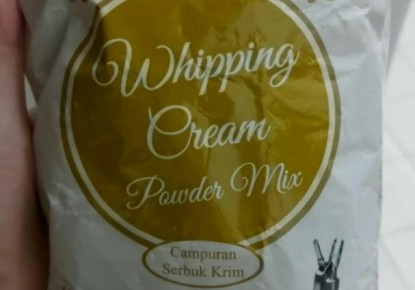 Whipping
Cream
Powder Mix
Campuran
Serbuk Krim